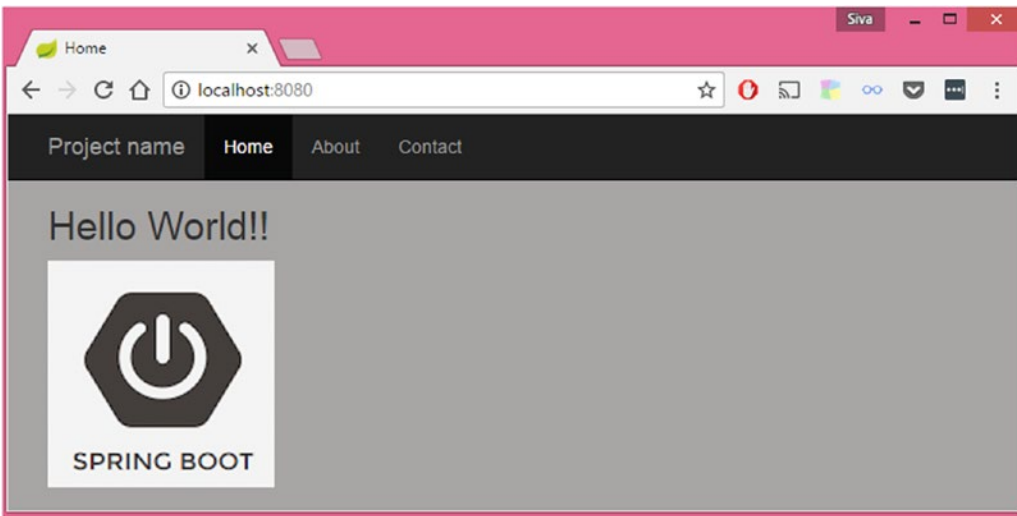 Siva
Home
localhost:8080
Project name Home About Contact
Hello World!!
SPRING BOOT